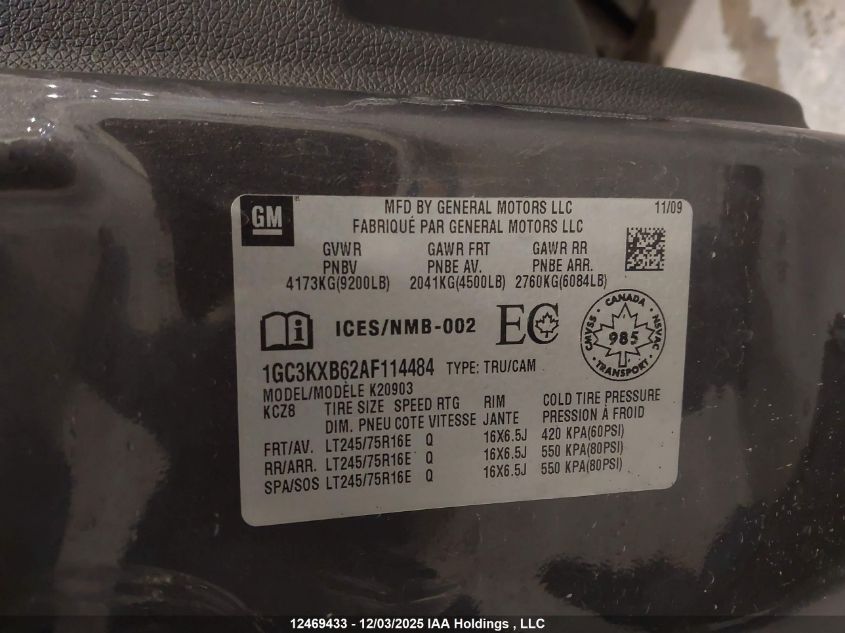 GM
MFD BY GENERAL MOTORS LLC 11/09
FABRIQUÉ PAR GENERAL MOTORS LLC
GVWR GAWR FRT GAWR RR
PNBV PNBE AV. PNBE ARR.
4173KG(9200LB) 2041KG(4500LB) 2760KG(6084LB)
ICES/NMB-002 EC
CANADA
CMVSS 985 NSVAC
TRANSPORT
1GC3KXB62AF114484 TYPE: TRU/CAM
MODEL/MODÈLE K20903
KCZ8 TIRE SIZE SPEED RTG RIM COLD TIRE PRESSURE
DIM. PNEU COTE VITESSE JANTE PRESSION À FROID
FRT/AV. LT245/75R16E Q 16X6.5J 420 KPA(60PSI)
RR/ARR. LT245/75R16E Q 16X6.5J 550 KPA(80PSI)
SPA/SOS LT245/75R16E Q 16X6.5J 550 KPA(80PSI)
12469433 - 12/03/2025 IAA Holdings , LLC